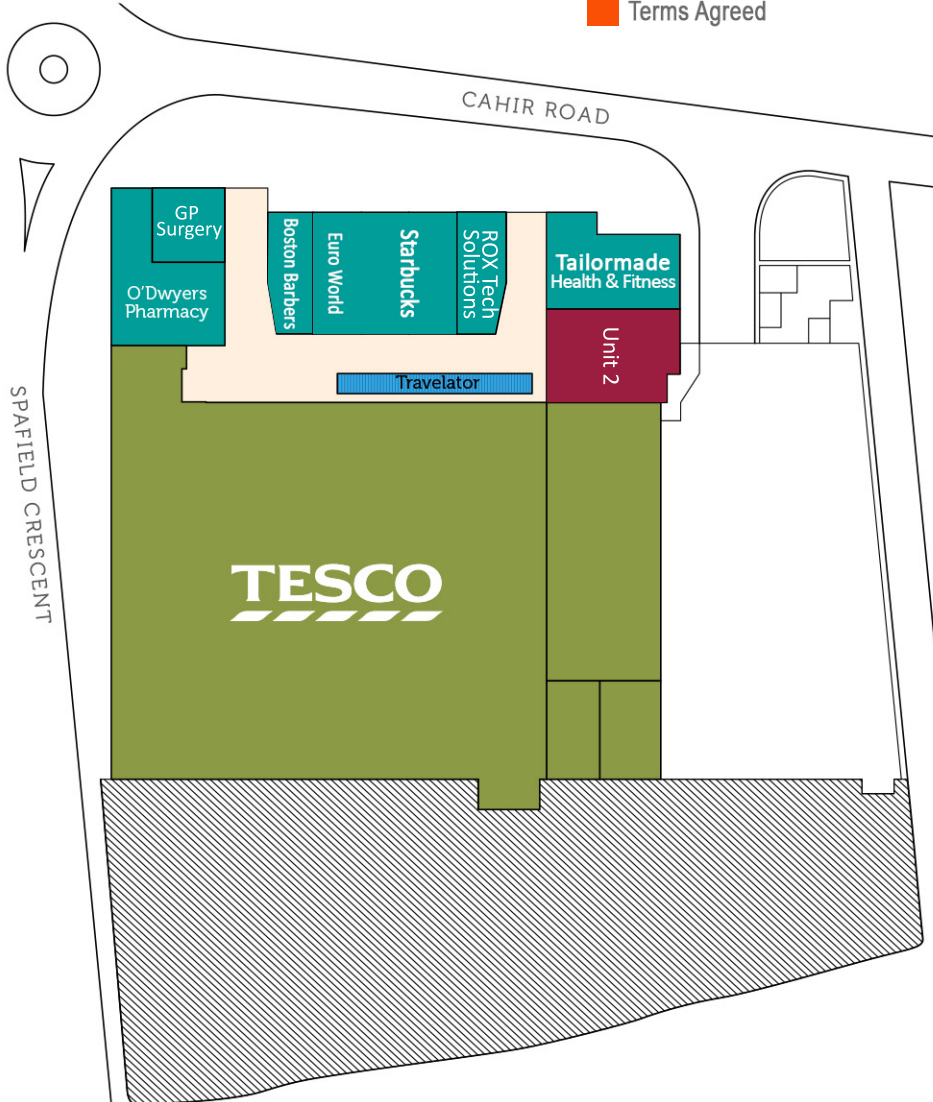 Terms Agreed
CAHIR ROAD
GP
Surgery
O'Dwyers
Pharmacy
Boston Barbers
Euro World
Starbucks
ROX Tech
Solutions
Tailormade
Health & Fitness
Unit 2
Travelator
SPAFIELD CRESCENT
TESCO